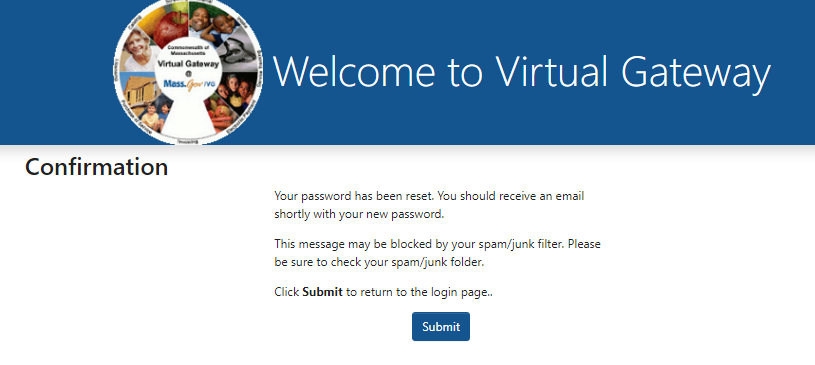 Commonwealth of
Massachusetts
Virtual Gateway
@
Mass.Gov/VG
Welcome to Virtual Gateway
Confirmation
Your password has been reset. You should receive an email
shortly with your new password.
This message may be blocked by your spam/junk filter. Please
be sure to check your spam/junk folder.
Click Submit to return to the login page..
Submit